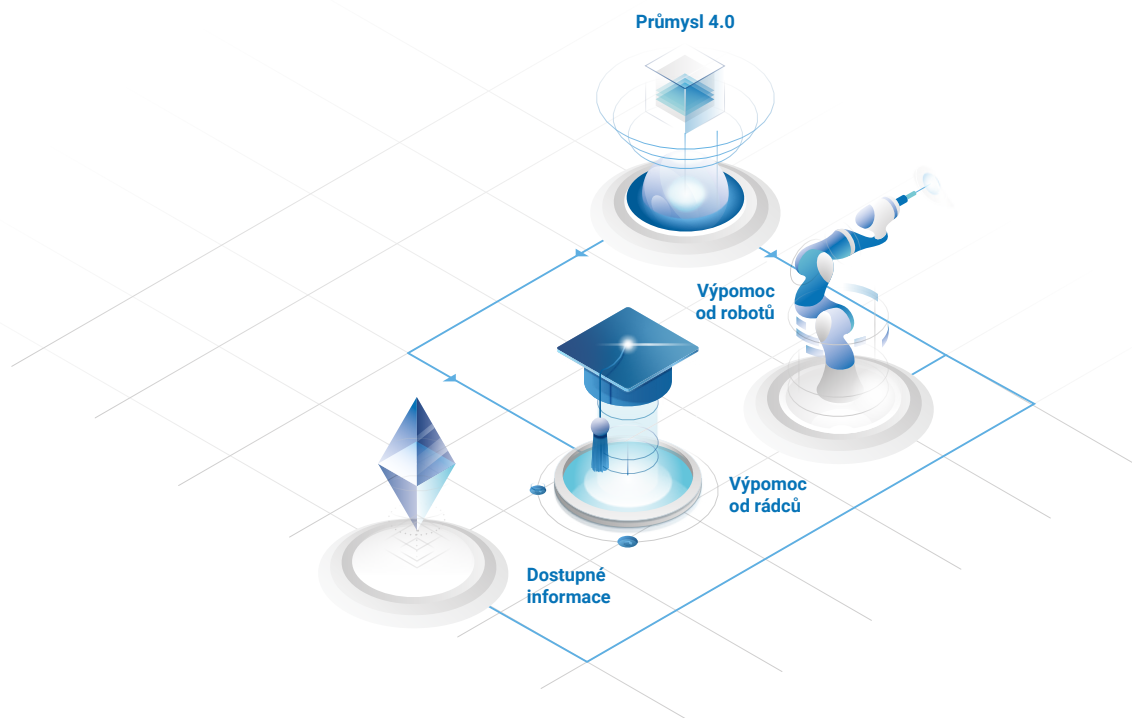 Průmysl 4.0
Výpomoc
od robotů
Výpomoc
od rádců
Dostupné
informace